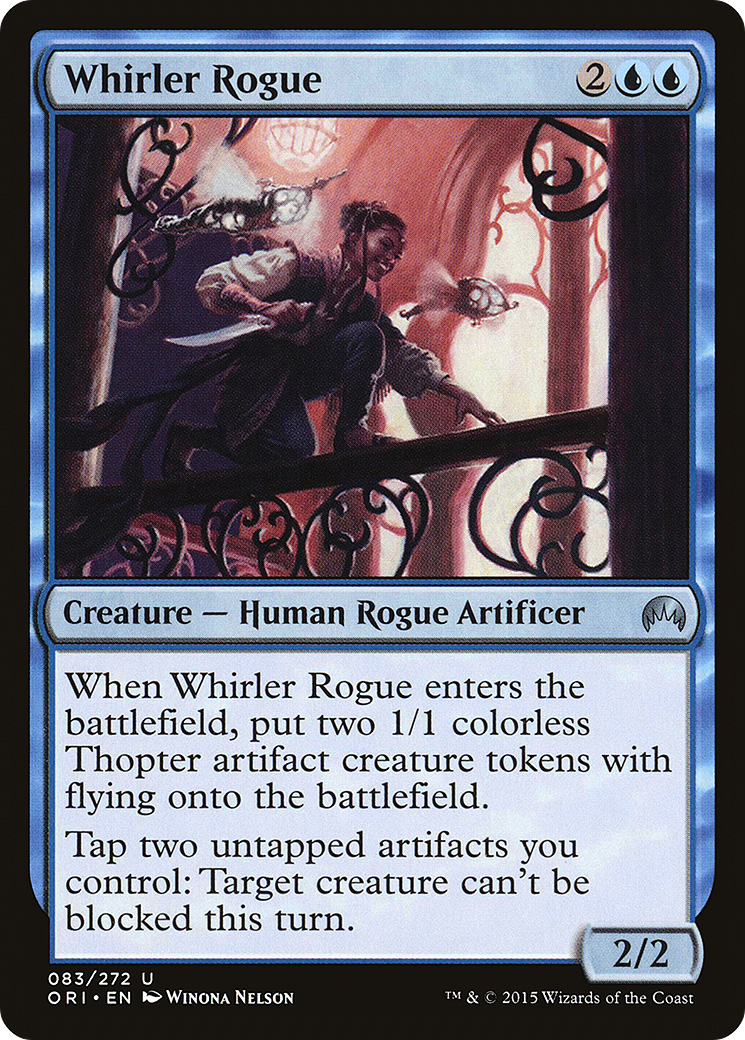 Whirler Rogue 2
Creature — Human Rogue Artificer
When Whirler Rogue enters the
battlefield, put two 1/1 colorless
Thopter artifact creature tokens with
flying onto the battlefield.
Tap two untapped artifacts you
control: Target creature can't be
blocked this turn.
2/2
083/272 U
ORI • EN Winona Nelson
™ & © 2015 Wizards of the Coast